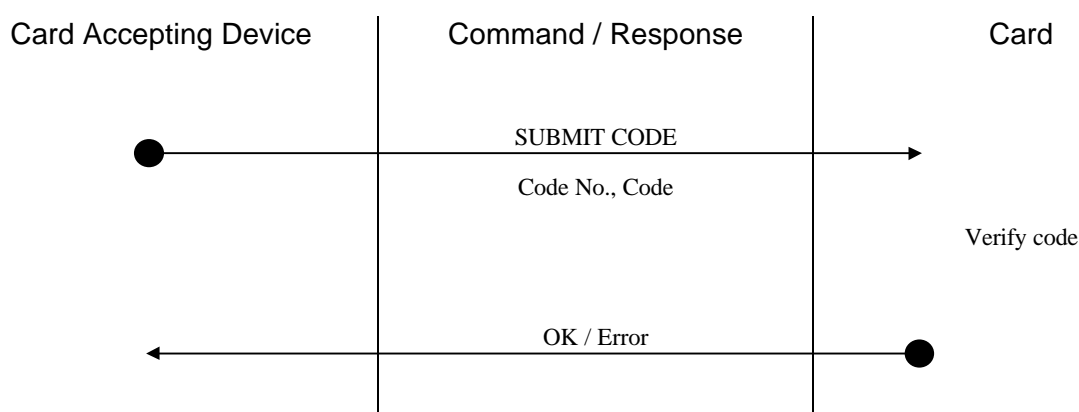 Card Accepting Device
Command / Response
Card
SUBMIT CODE
Code No., Code
Verify code
OK / Error